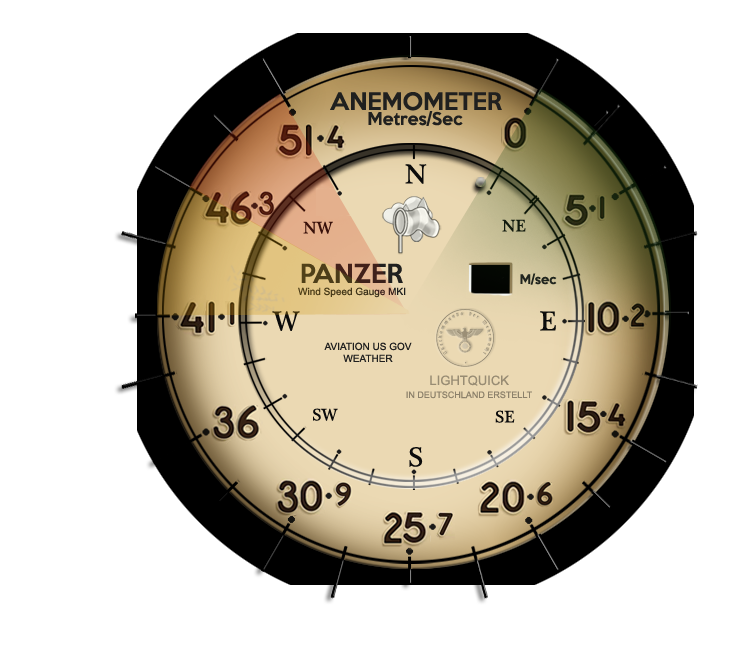 ANEMOMETER
Metres/Sec
51·4
0
N
46·3
5·1
NW
NE
PANZER
M/sec
Wind Speed Gauge MKI
41·1
W
E
10·2
AVIATION US GOV
WEATHER
LIGHTQUICK
IN DEUTSCHLAND ERSTELLT
36
SW
SE
15·4
S
30·9
20·6
25·7